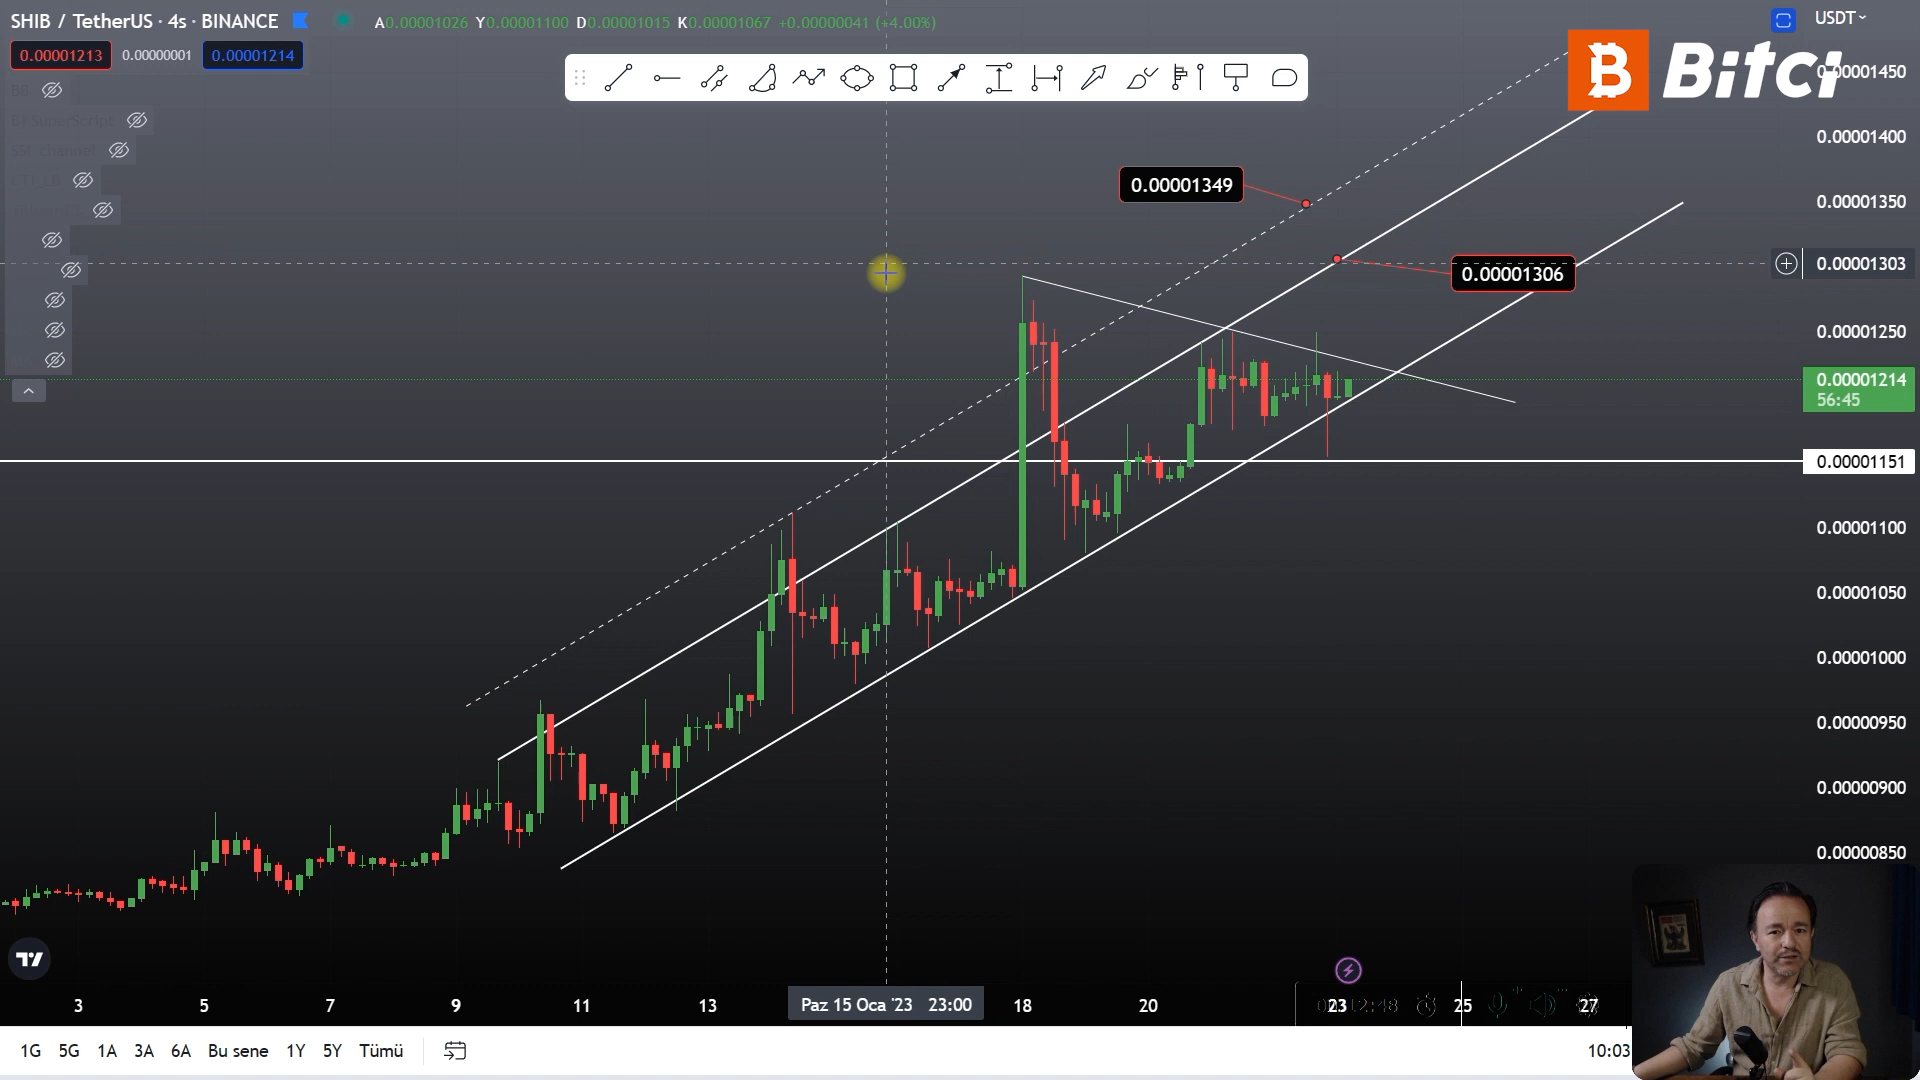 SHIB / TetherUS · 4s · BINANCE
A0.00001026 Y0.00001100 D0.00001015 K0.00001067 +0.00000041 (+4.00%)
USDT
0.00001213 0.00000001 0.00001214
Bitci
0.00001450
0.00001400
0.00001349
0.00001350
0.00001306
0.00001303
0.00001250
0.00001214
56:45
0.00001151
0.00001100
0.00001050
0.00001000
0.00000950
0.00000900
0.00000850
3 5 7 9 11 13 Paz 15 Oca '23 23:00 18 20 23 25 27
1G 5G 1A 3A 6A Bu sene 1Y 5Y Tümü
10:03